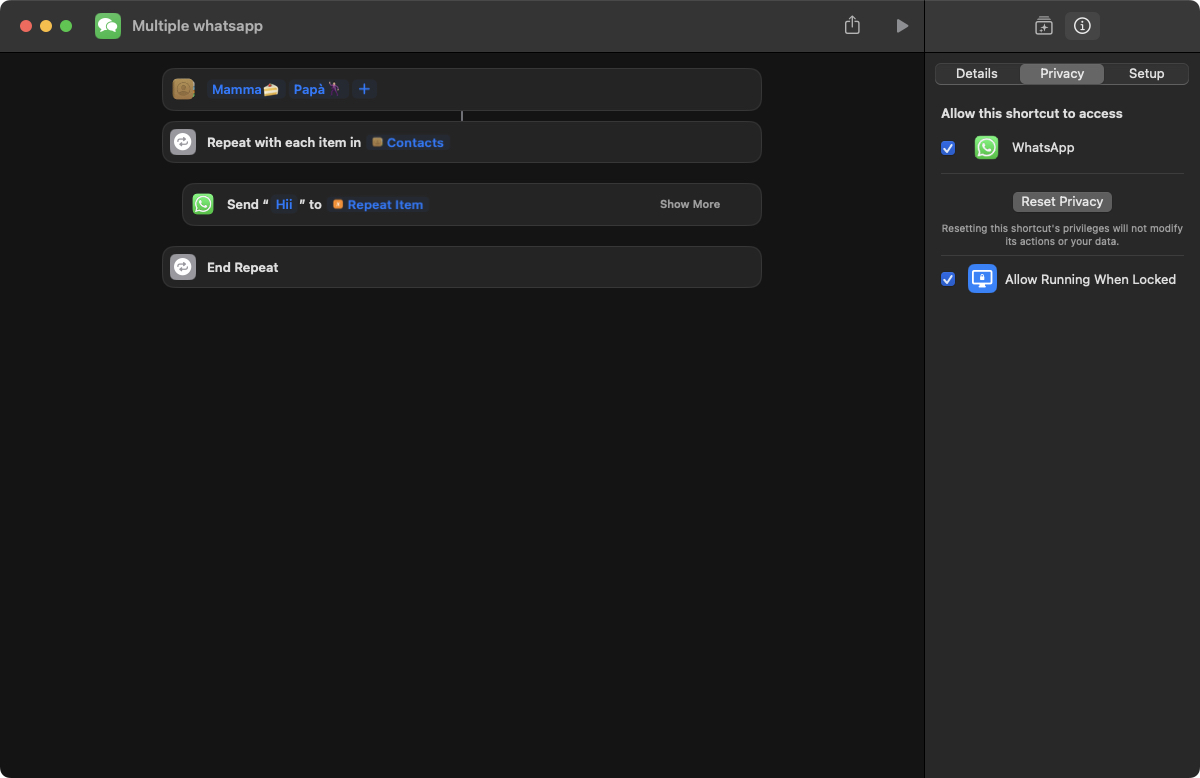 Multiple whatsapp
Mamma🍰 Papà🕺🏿 +
Repeat with each item in Contacts
Send “ Hii ” to Repeat Item Show More
End Repeat
Details Privacy Setup
Allow this shortcut to access
WhatsApp
Reset Privacy
Resetting this shortcut's privileges will not modify
its actions or your data.
Allow Running When Locked